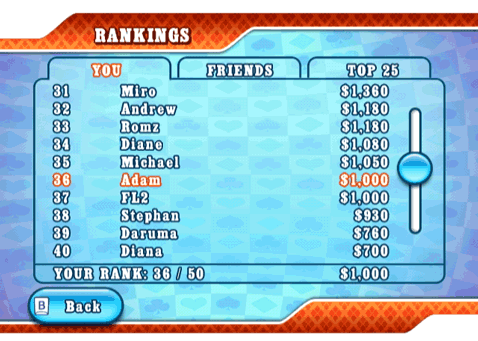 RANKINGS
YOU FRIENDS TOP 25
31 Miro $1,360
32 Andrew $1,180
33 Romz $1,180
34 Diane $1,080
35 Michael $1,050
36 Adam $1,000
37 FL2 $1,000
38 Stephan $930
39 Daruma $760
40 Diana $700
YOUR RANK: 36 / 50 $1,000
B Back